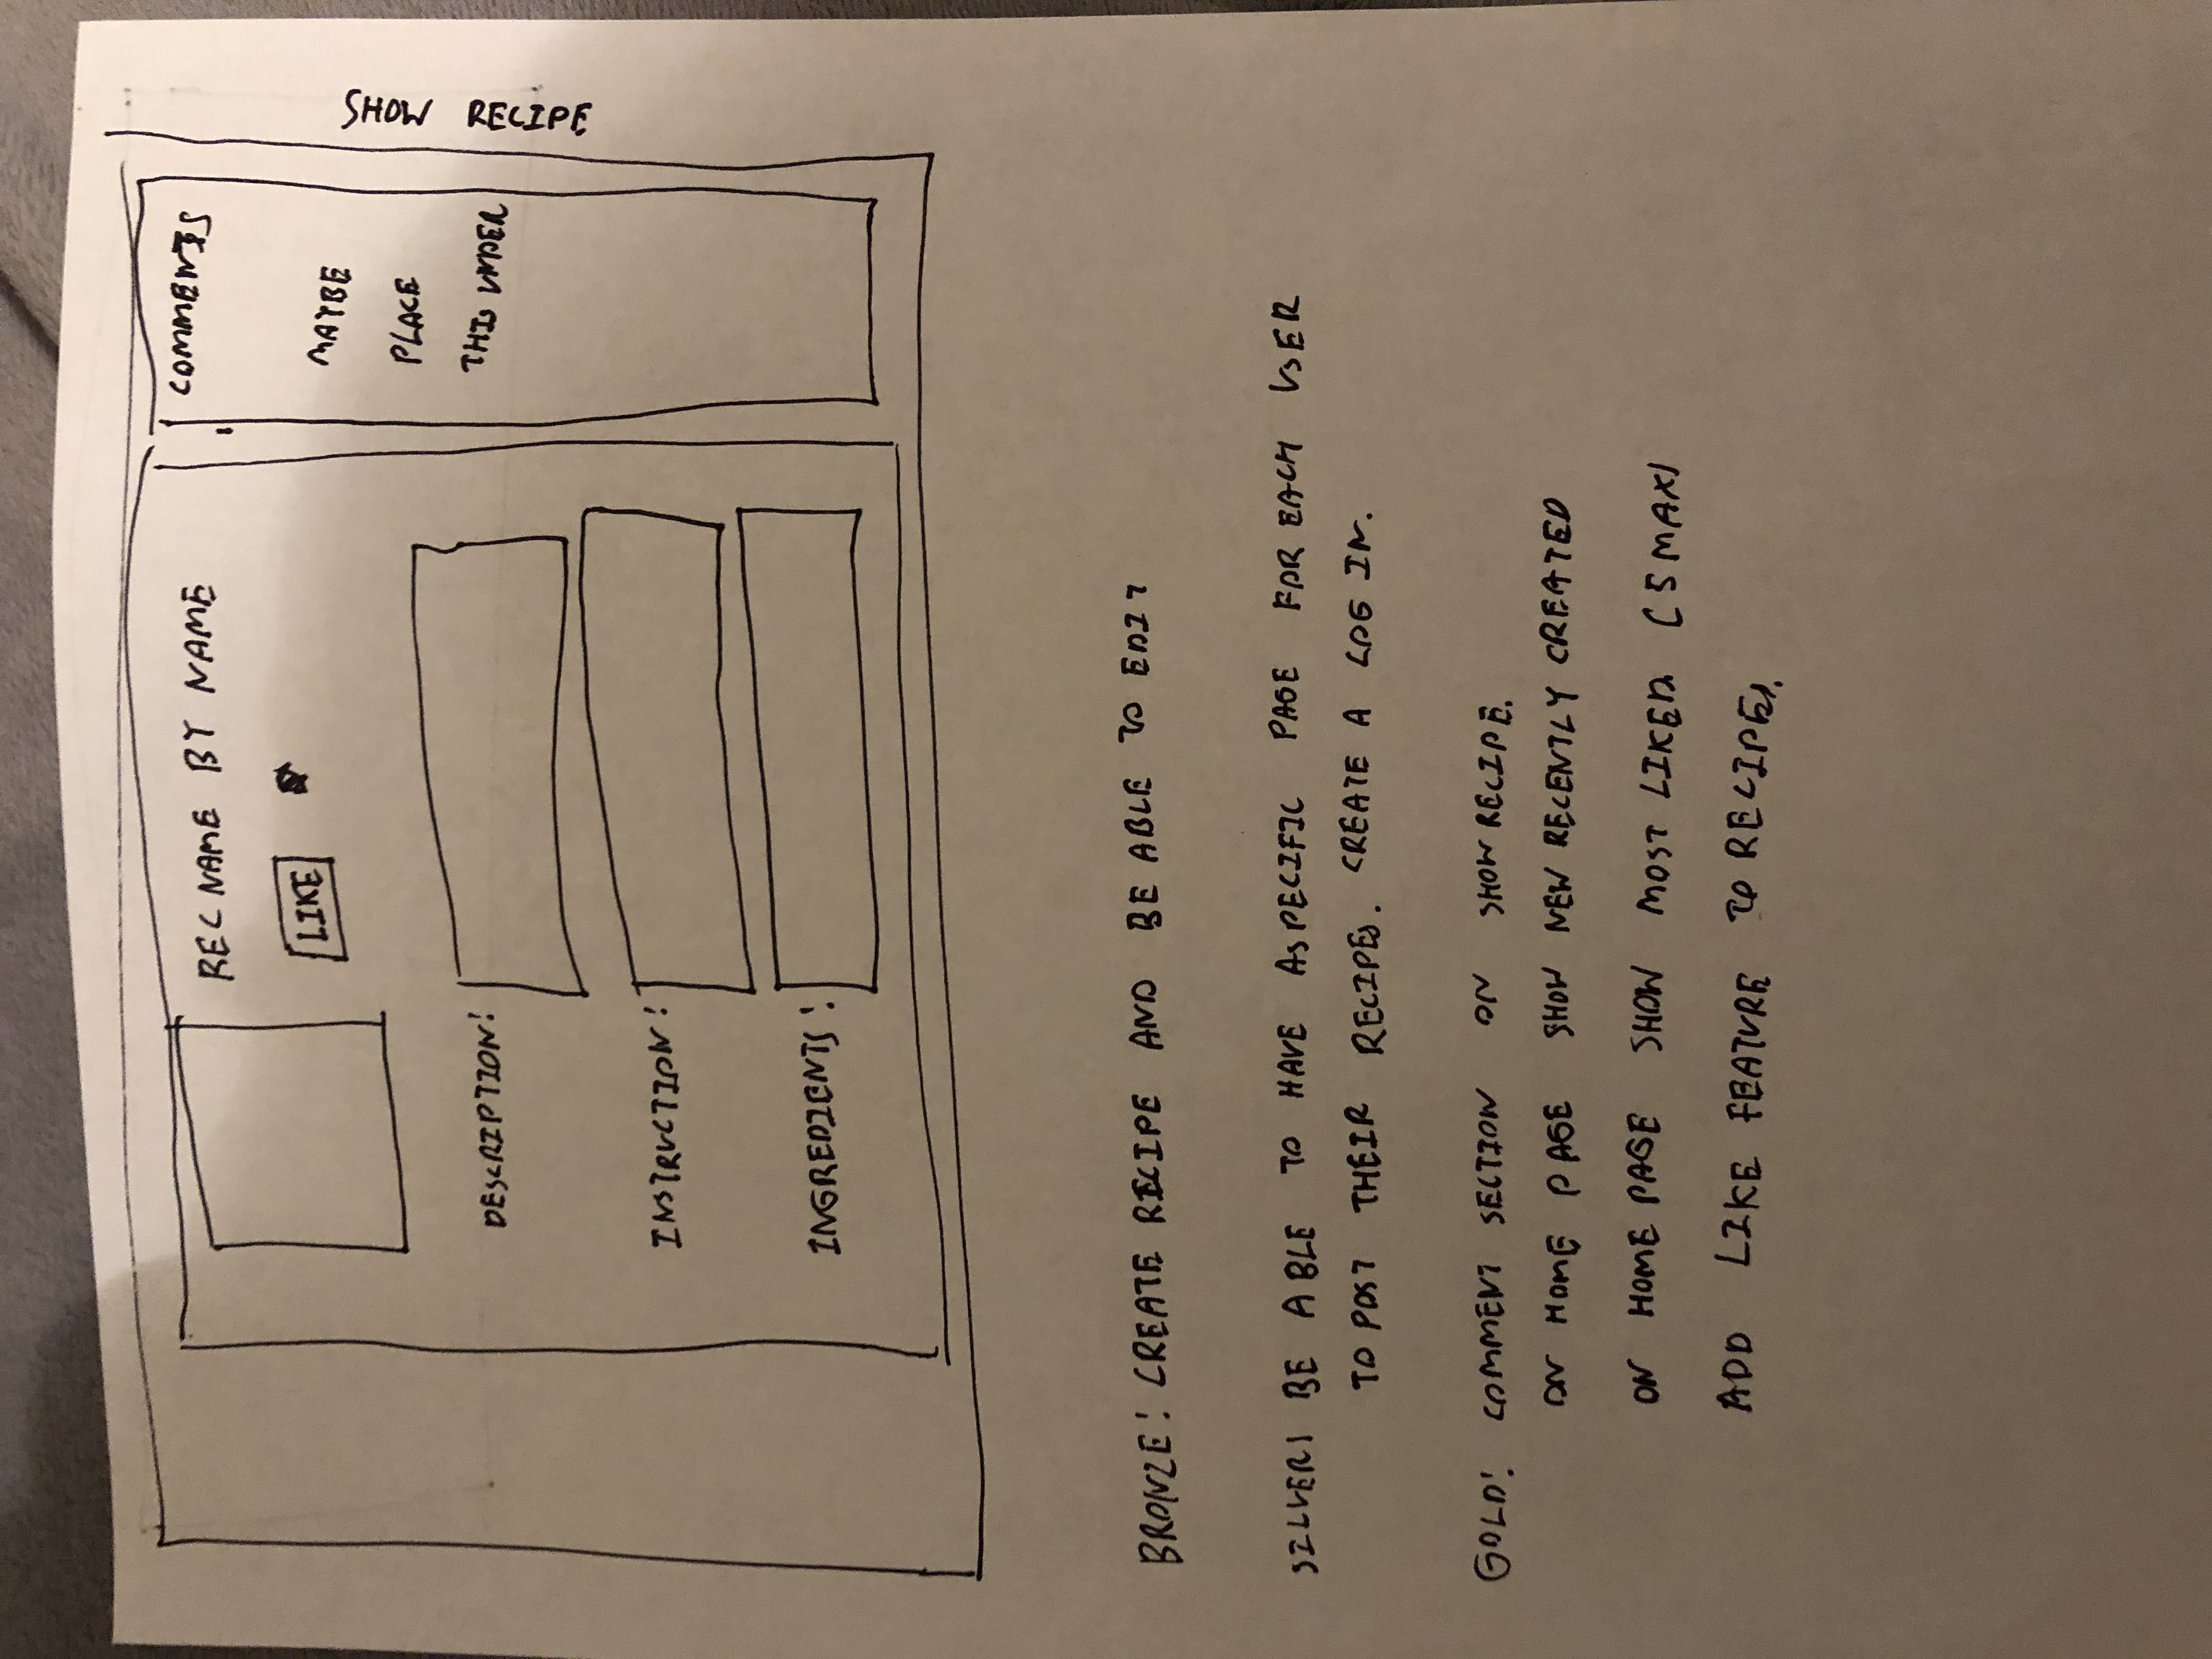 REC NAME BY NAME
LIKE
DESCRIPTION:
INSTRUCTION:
INGREDIENTS:
COMMENTS
MAYBE
PLACE
THIS UNDER
SHOW RECIPE
BRONZE: CREATE RECIPE AND BE ABLE TO EDIT
SILVER: BE ABLE TO HAVE A SPECIFIC PAGE FOR EACH USER
TO POST THEIR RECIPES. CREATE A LOG IN.
GOLD: COMMENT SECTION ON SHOW RECIPE.
ON HOME PAGE SHOW NEW RECENTLY CREATED
ON HOME PAGE SHOW MOST LIKED (5 MAX)
ADD LIKE FEATURE TO RECIPES.